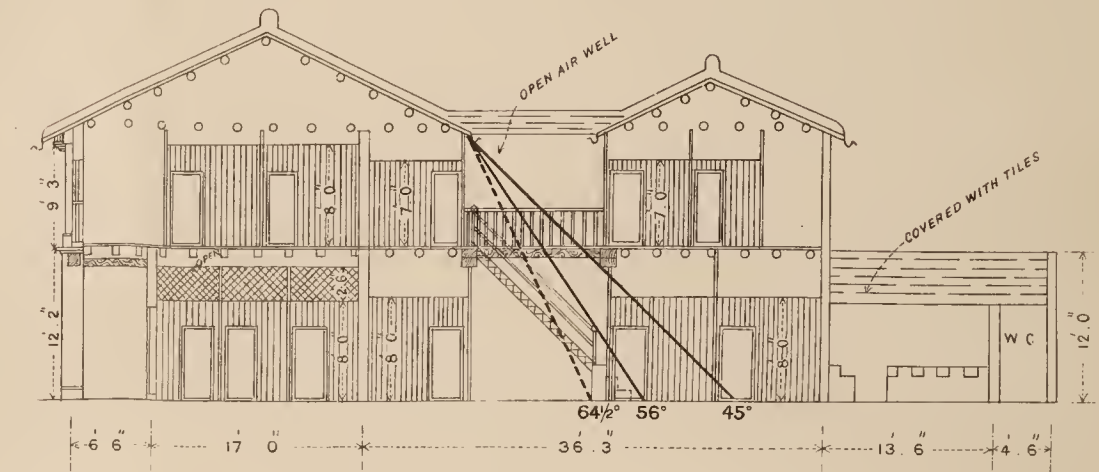 OPEN AIR WELL
COVERED WITH TILES
9' 3"
8'.0"
7'.0"
7'.0"
OPEN
2'.6"
12'.2"
8'.0"
8'.0"
8'.0"
W C
12'.0"
64½° 56° 45°
6' 6" 17' 0" 36'.3" 13' 6" 4'.6"